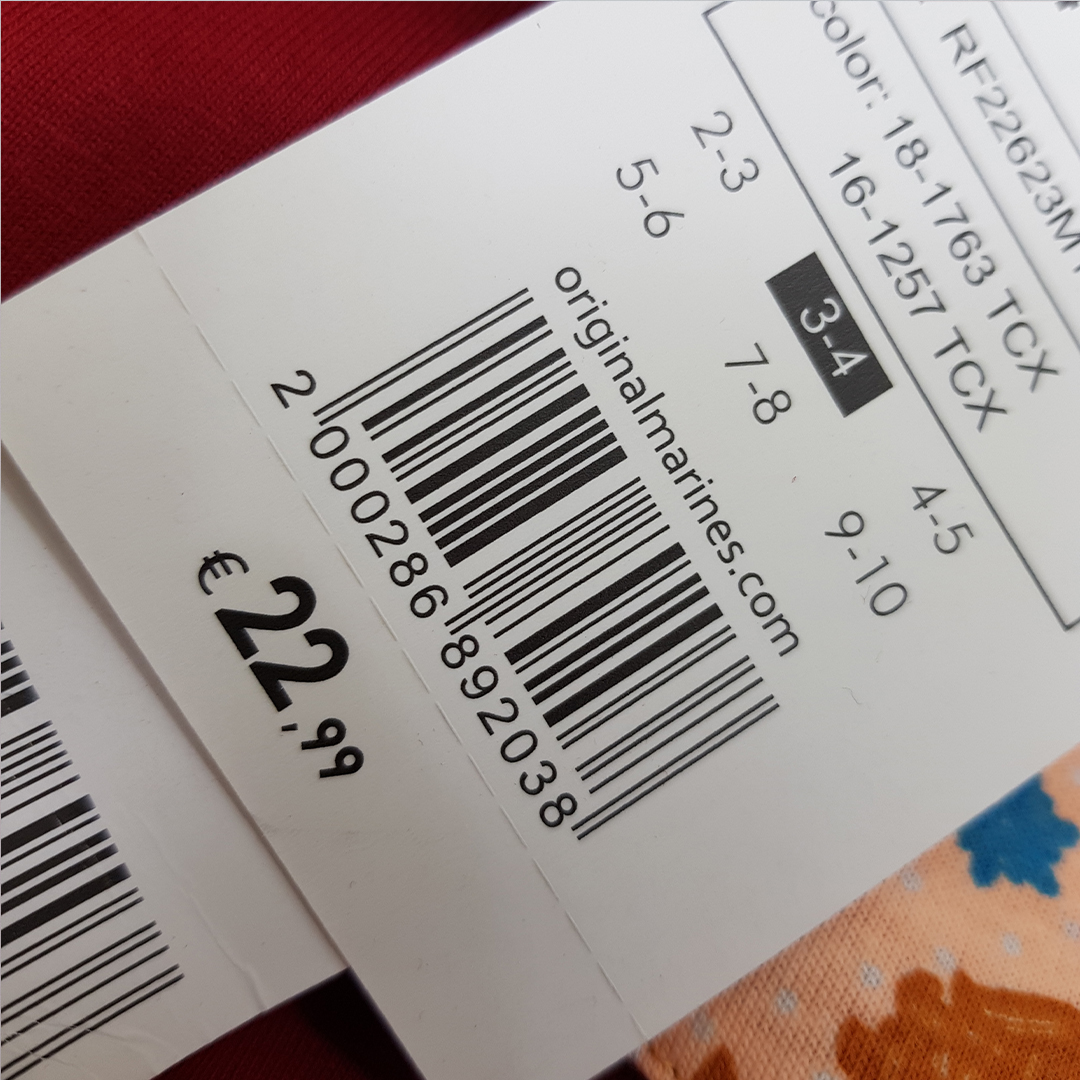 RF22623M
color: 18-1763 TCX
16-1257 TCX
2-3 3-4 4-5
5-6 7-8 9-10
originalmarines.com
2 000286 892038
€ 22,99